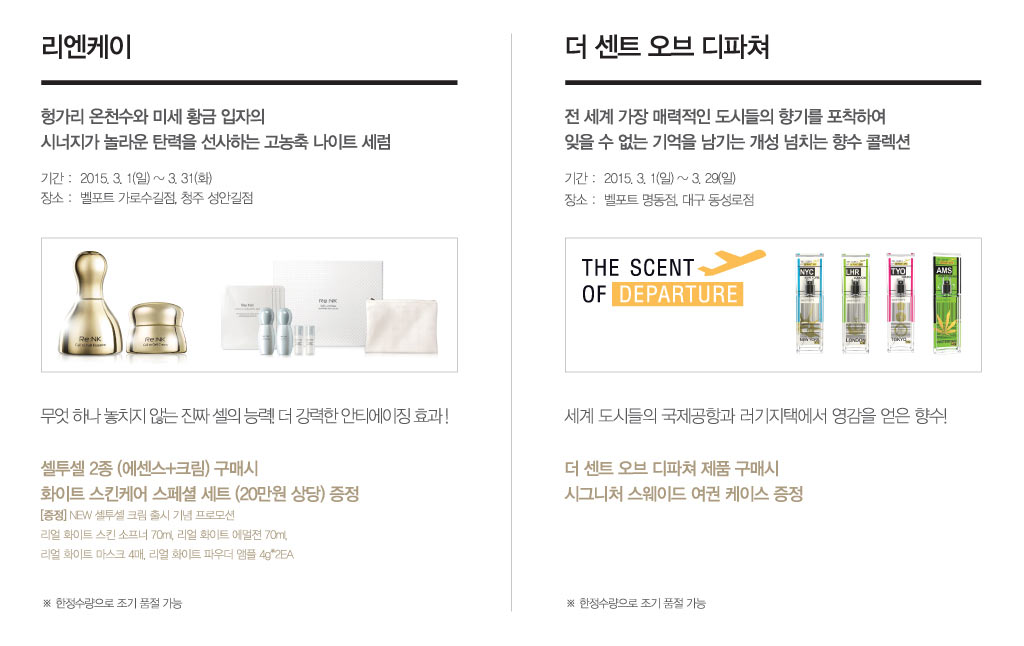 리엔케이
헝가리 온천수와 미세 황금 입자의
시너지가 놀라운 탄력을 선사하는 고농축 나이트 세럼
기간 : 2015. 3. 1(일) ~ 3. 31(화)
장소 : 벨포트 가로수길점, 청주 성안길점
Re:NK
Cell to Cell Essence
Re:NK
Cell to Cell Cream
Re:NK
Re:NK
무엇 하나 놓치지 않는 진짜 셀의 능력! 더 강력한 안티에이징 효과!
셀투셀 2종 (에센스+크림) 구매시
화이트 스킨케어 스페셜 세트 (20만원 상당) 증정
[증정] NEW 셀투셀 크림 출시 기념 프로모션
리얼 화이트 스킨 소프너 70ml, 리얼 화이트 에멀젼 70ml,
리얼 화이트 마스크 4매, 리얼 화이트 파우더 앰플 4g*2EA
※ 한정수량으로 조기 품절 가능
더 센트 오브 디파쳐
전 세계 가장 매력적인 도시들의 향기를 포착하여
잊을 수 없는 기억을 남기는 개성 넘치는 향수 콜렉션
기간 : 2015. 3. 1(일) ~ 3. 29(일)
장소 : 벨포트 명동점, 대구 동성로점
THE SCENT
OF DEPARTURE
NYC
NEW YORK
LHR
LONDON
TYO
TOKYO
AMS
세계 도시들의 국제공항과 러기지택에서 영감을 얻은 향수!
더 센트 오브 디파쳐 제품 구매시
시그니처 스웨이드 여권 케이스 증정
※ 한정수량으로 조기 품절 가능